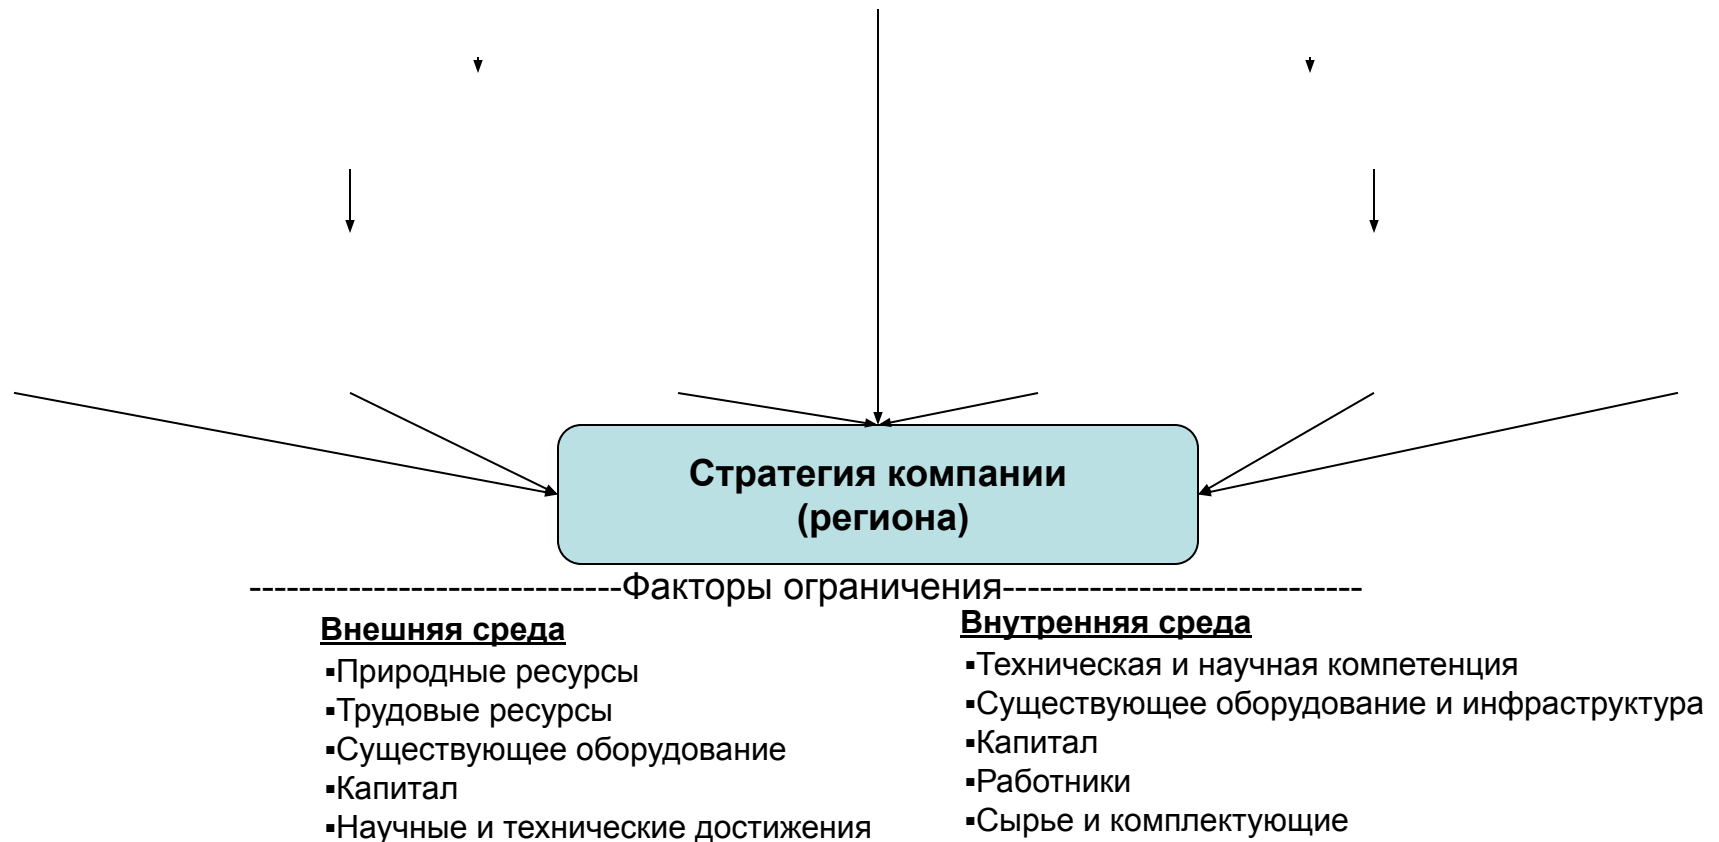 Стратегия компании
(региона)
------------------------------Факторы ограничения-----------------------------
Внешняя среда
▪Природные ресурсы
▪Трудовые ресурсы
▪Существующее оборудование
▪Капитал
▪Научные и технические достижения
Внутренняя среда
▪Техническая и научная компетенция
▪Существующее оборудование и инфраструктура
▪Капитал
▪Работники
▪Сырье и комплектующие